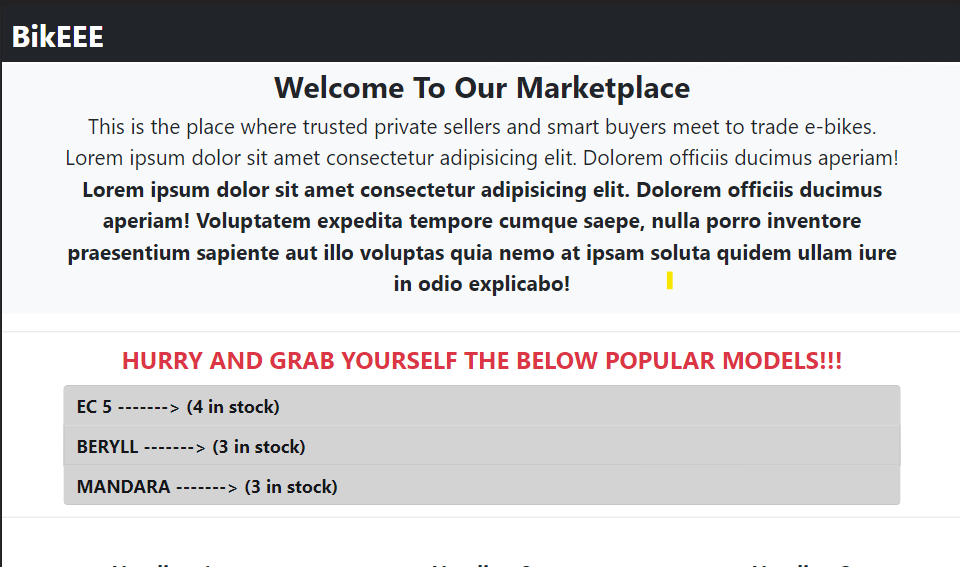 BikEEE
Welcome To Our Marketplace
This is the place where trusted private sellers and smart buyers meet to trade e-bikes.
Lorem ipsum dolor sit amet consectetur adipisicing elit. Dolorem officiis ducimus aperiam!
Lorem ipsum dolor sit amet consectetur adipisicing elit. Dolorem officiis ducimus
aperiam! Voluptatem expedita tempore cumque saepe, nulla porro inventore
praesentium sapiente aut illo voluptas quia nemo at ipsam soluta quidem ullam iure
in odio explicabo!
HURRY AND GRAB YOURSELF THE BELOW POPULAR MODELS!!!
EC 5 -------> (4 in stock)
BERYLL -------> (3 in stock)
MANDARA -------> (3 in stock)